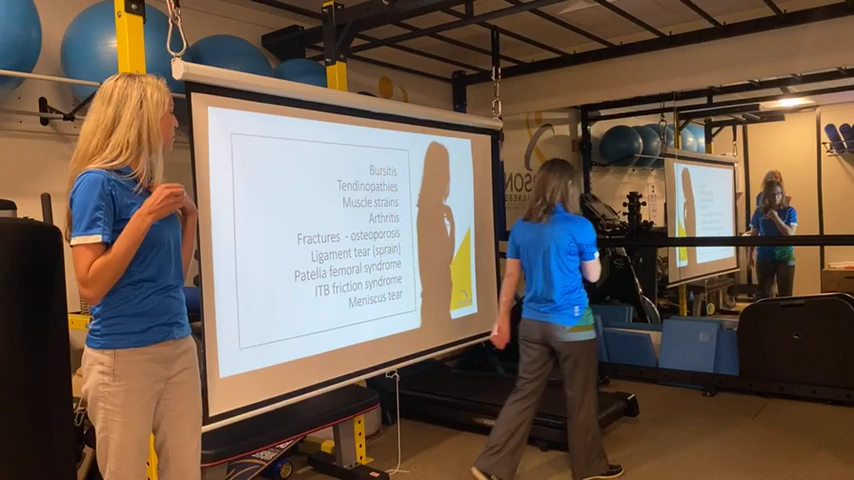 Bursitis
Tendinopathies
Muscle strains
Arthritis
Fractures - osteoporosis
Ligament tear (sprain)
Patella femoral syndrome
ITB friction syndrome
Meniscus tear